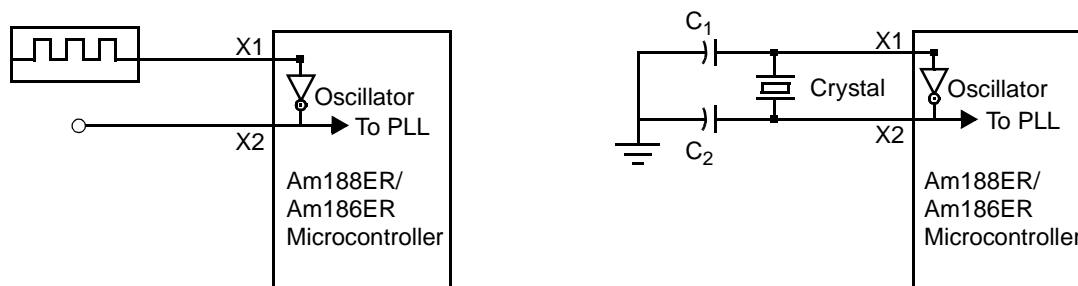 X1
Oscillator
To PLL
X2
Am188ER/
Am186ER
Microcontroller
C1
X1
Crystal
Oscillator
To PLL
X2
C2
Am188ER/
Am186ER
Microcontroller